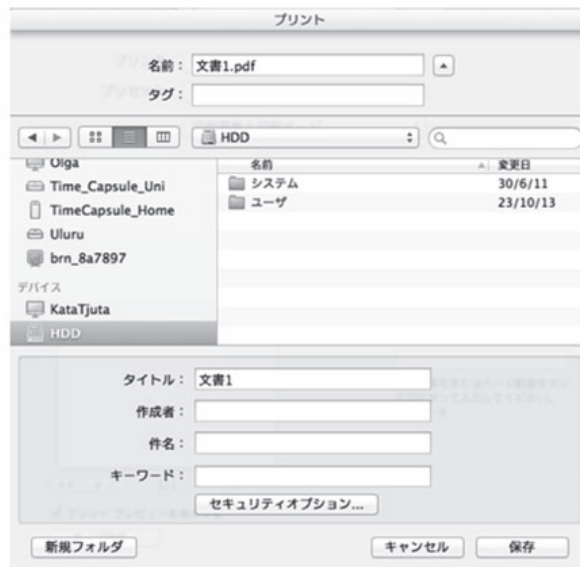 プリント
名前： 文書1.pdf
タグ：
HDD
名前 変更日
Olga
Time_Capsule_Uni
TimeCapsule_Home
Uluru
brn_8a7897
デバイス
KataTjuta
HDD
システム 30/6/11
ユーザ 23/10/13
タイトル： 文書1
作成者：
件名：
キーワード：
セキュリティオプション...
新規フォルダ キャンセル 保存